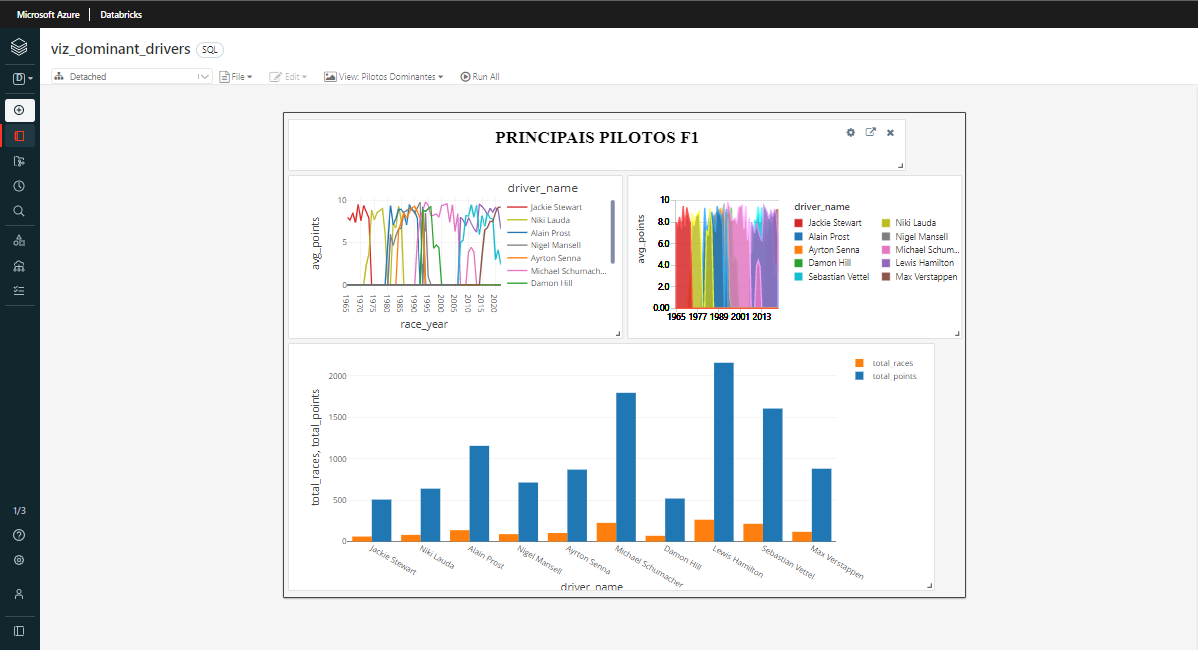 Microsoft Azure | Databricks
viz_dominant_drivers SQL
D
Detached File Edit View: Pilotos Dominantes Run All
PRINCIPAIS PILOTOS F1
avg_points
10
5
0
1965 1970 1975 1980 1985 1990 1995 2000 2005 2010 2015 2020
race_year
driver_name
Jackie Stewart
Niki Lauda
Alain Prost
Nigel Mansell
Ayrton Senna
Michael Schumach...
Damon Hill
avg_points
10
8.0
6.0
4.0
2.0
0.00
1965 1977 1989 2001 2013
driver_name
Jackie Stewart Niki Lauda
Alain Prost Nigel Mansell
Ayrton Senna Michael Schum...
Damon Hill Lewis Hamilton
Sebastian Vettel Max Verstappen
total_races, total_points
2000
1500
1000
500
0
Jackie Stewart Niki Lauda Alain Prost Nigel Mansell Ayrton Senna Michael Schumacher Damon Hill Lewis Hamilton Sebastian Vettel Max Verstappen
driver_name
total_races
total_points
1/3